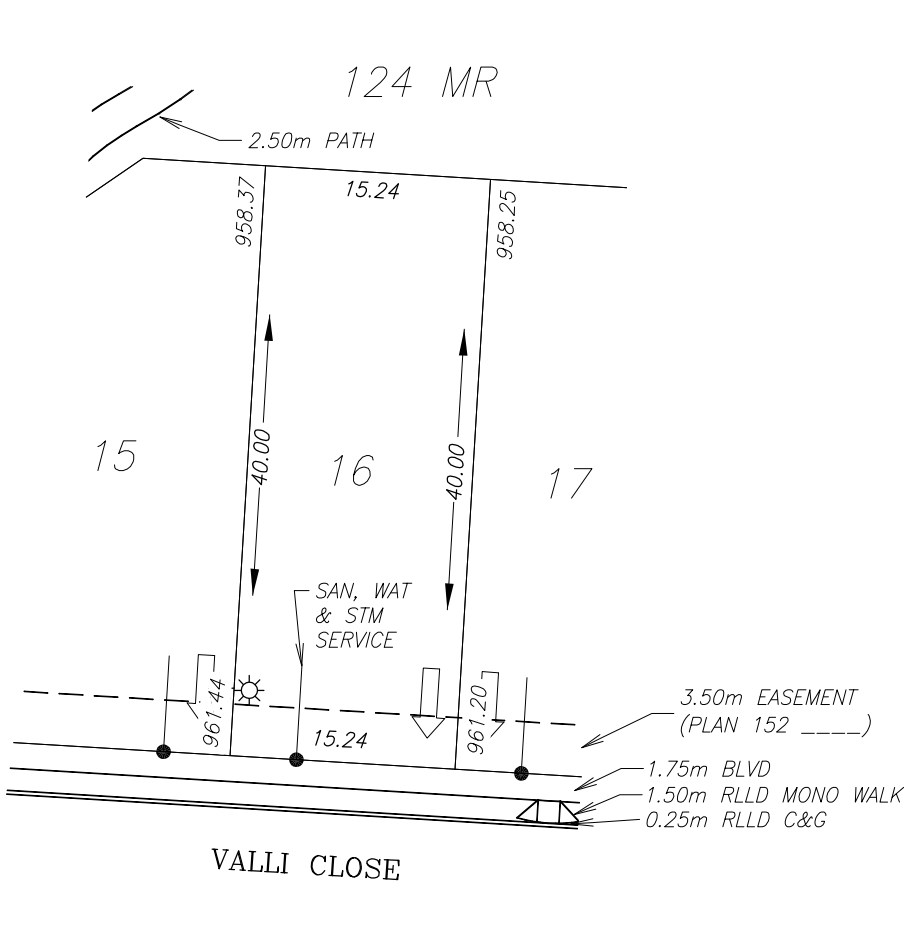 124 MR
2.50m PATH
958.37
15.24
958.25
15
40.00
16
40.00
17
SAN, WAT
& STM
SERVICE
961.44
15.24
961.20
3.50m EASEMENT
(PLAN 152 ____)
1.75m BLVD
1.50m RLLD MONO WALK
0.25m RLLD C&G
VALLI CLOSE